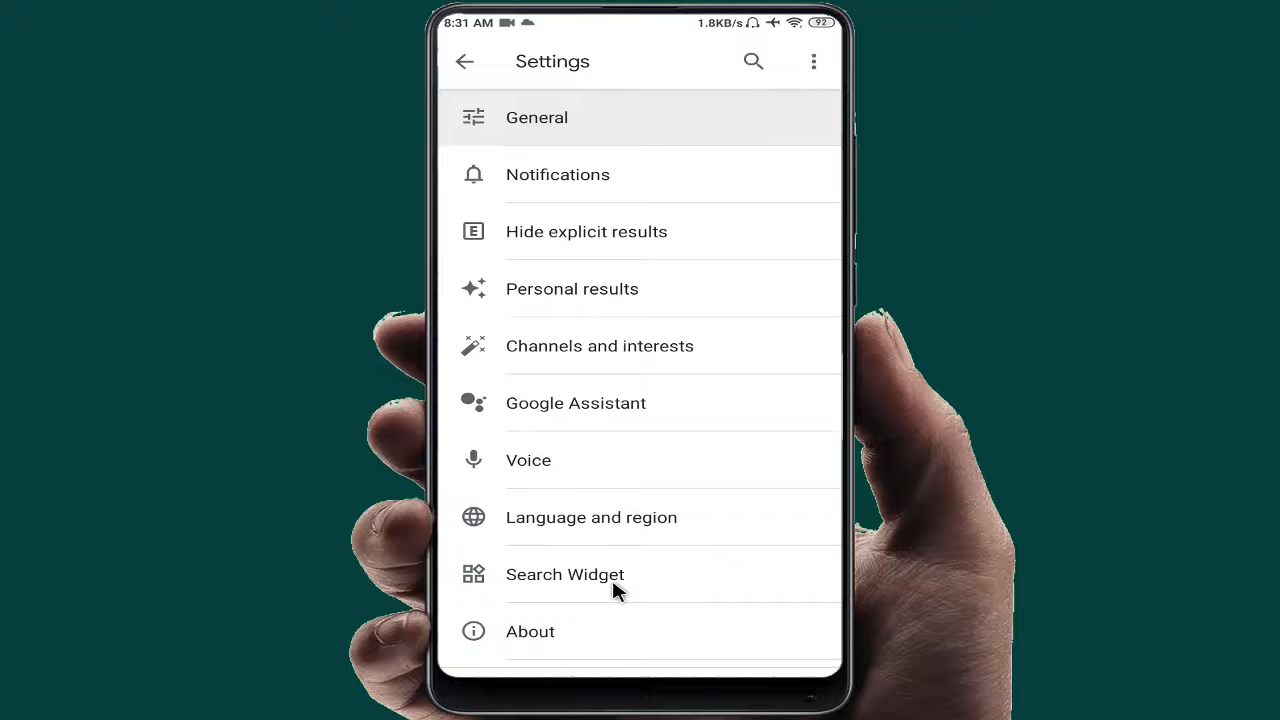 8:31 AM 1.8KB/s 92
Settings
General
Notifications
E Hide explicit results
Personal results
Channels and interests
Google Assistant
Voice
Language and region
Search Widget
About